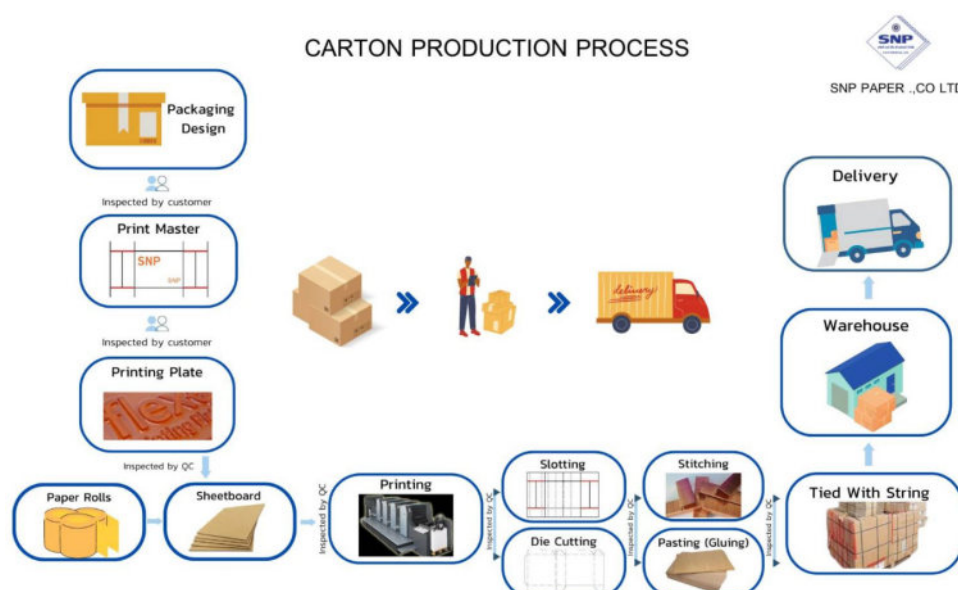 CARTON PRODUCTION PROCESS
SNP
SNP PAPER .,CO LTD
Packaging
Design
Inspected by customer
Print Master
SNP
SNP
Inspected by customer
Printing Plate
flex
Inspected by QC
Paper Rolls
Sheetboard
Inspected by QC
Printing
Inspected by QC
Slotting
Die Cutting
Inspected by QC
Stitching
Pasting (Gluing)
Inspected by QC
Tied With String
Warehouse
Delivery
delivery